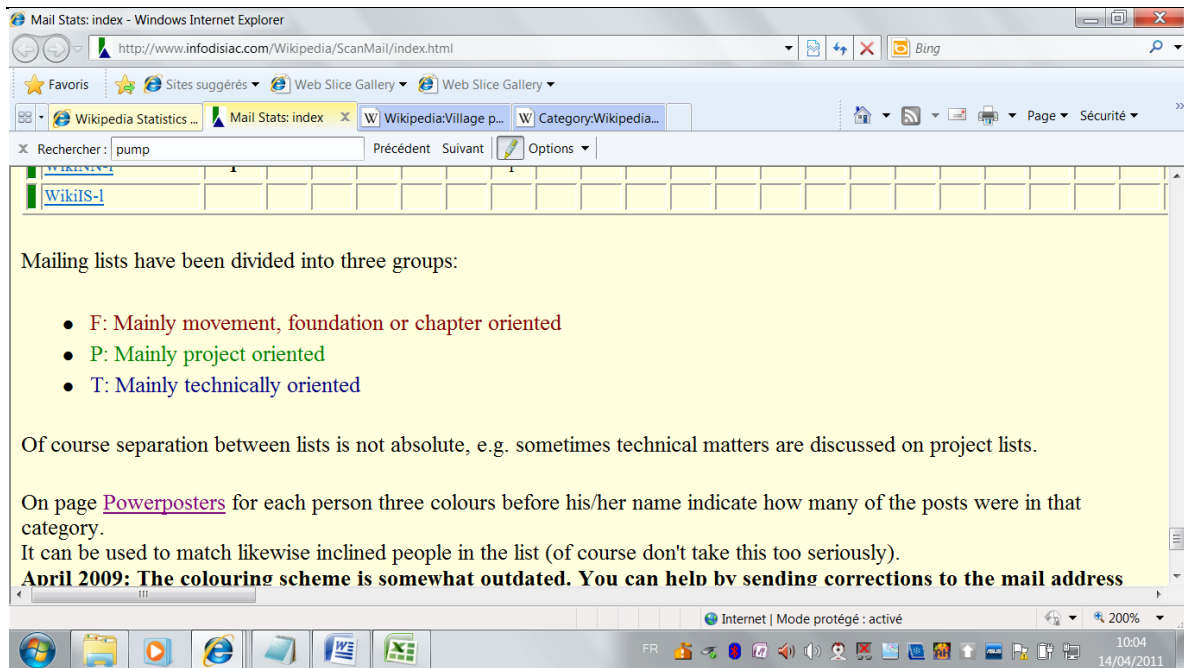 Mail Stats: index - Windows Internet Explorer
http://www.infodisiac.com/Wikipedia/ScanMail/index.html
Bing
Favoris Sites suggérés Web Slice Gallery Web Slice Gallery
Wikipedia Statistics ... Mail Stats: index X Wikipedia:Village p... Category:Wikipedia... Page Sécurité »
X Rechercher : pump Précédent Suivant Options
WikiNN-l 1 1
WikiIS-l
Mailing lists have been divided into three groups:
• F: Mainly movement, foundation or chapter oriented
• P: Mainly project oriented
• T: Mainly technically oriented
Of course separation between lists is not absolute, e.g. sometimes technical matters are discussed on project lists.
On page Powerposters for each person three colours before his/her name indicate how many of the posts were in that
category.
It can be used to match likewise inclined people in the list (of course don't take this too seriously).
April 2009: The colouring scheme is somewhat outdated. You can help by sending corrections to the mail address
Internet | Mode protégé : activé 200%
FR 10:04
14/04/2011